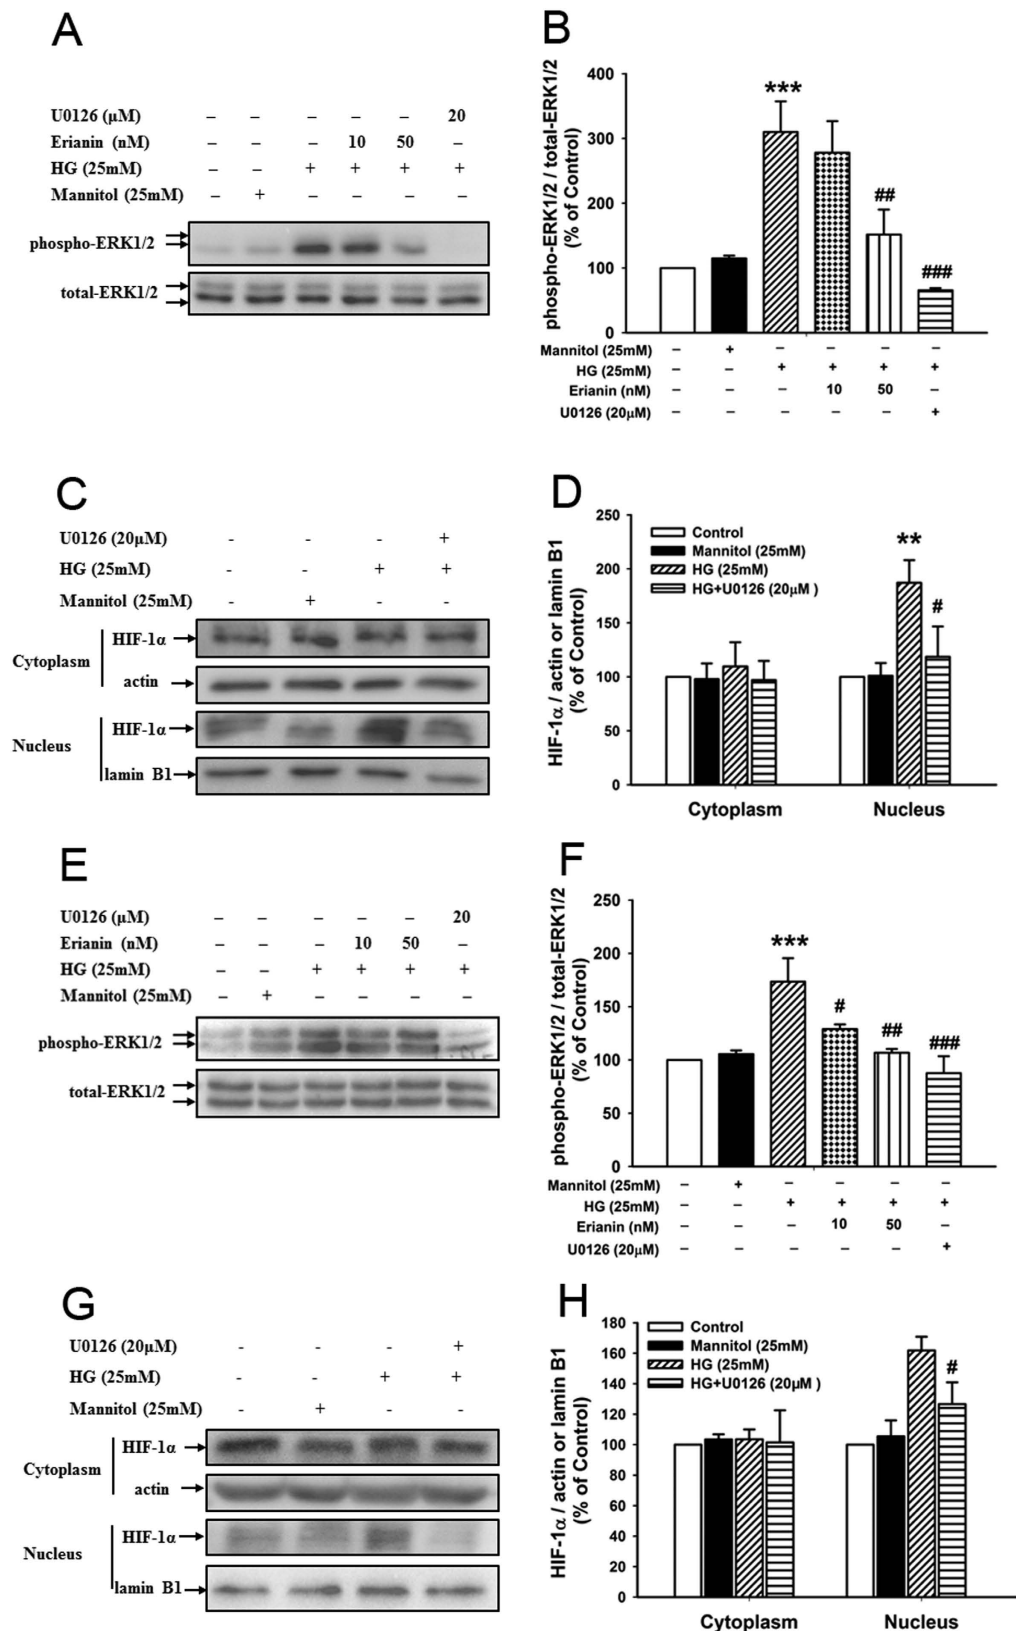 A
U0126 (µM) – – – – – 20
Erianin (nM) – – – 10 50 –
HG (25mM) – – + + + +
Mannitol (25mM) – + – – – –
phospho-ERK1/2
total-ERK1/2
B
phospho-ERK1/2 / total-ERK1/2
(% of Control)
400
300
200
100
0
***
##
###
Mannitol (25mM) – + – – – –
HG (25mM) – – + + + +
Erianin (nM) – – – 10 50 –
U0126 (20µM) – – – – – +
C
U0126 (20µM) - - - +
HG (25mM) - - + +
Mannitol (25mM) - + - -
Cytoplasm
HIF-1α
actin
Nucleus
HIF-1α
lamin B1
D
HIF-1α / actin or lamin B1
(% of Control)
250
200
150
100
50
0
Control
Mannitol (25mM)
HG (25mM)
HG+U0126 (20µM )
**
#
Cytoplasm Nucleus
E
U0126 (µM) – – – – – 20
Erianin (nM) – – – 10 50 –
HG (25mM) – – + + + +
Mannitol (25mM) – + – – – –
phospho-ERK1/2
total-ERK1/2
F
phospho-ERK1/2 / total-ERK1/2
(% of Control)
250
200
150
100
50
0
***
#
##
###
Mannitol (25mM) – + – – – –
HG (25mM) – – + + + +
Erianin (nM) – – – 10 50 –
U0126 (20µM) – – – – – +
G
U0126 (20µM) - - - +
HG (25mM) - - + +
Mannitol (25mM) - + - -
Cytoplasm
HIF-1α
actin
Nucleus
HIF-1α
lamin B1
H
HIF-1α / actin or lamin B1
(% of Control)
180
160
140
120
100
80
60
40
20
0
Control
Mannitol (25mM)
HG (25mM)
HG+U0126 (20µM )
#
Cytoplasm Nucleus